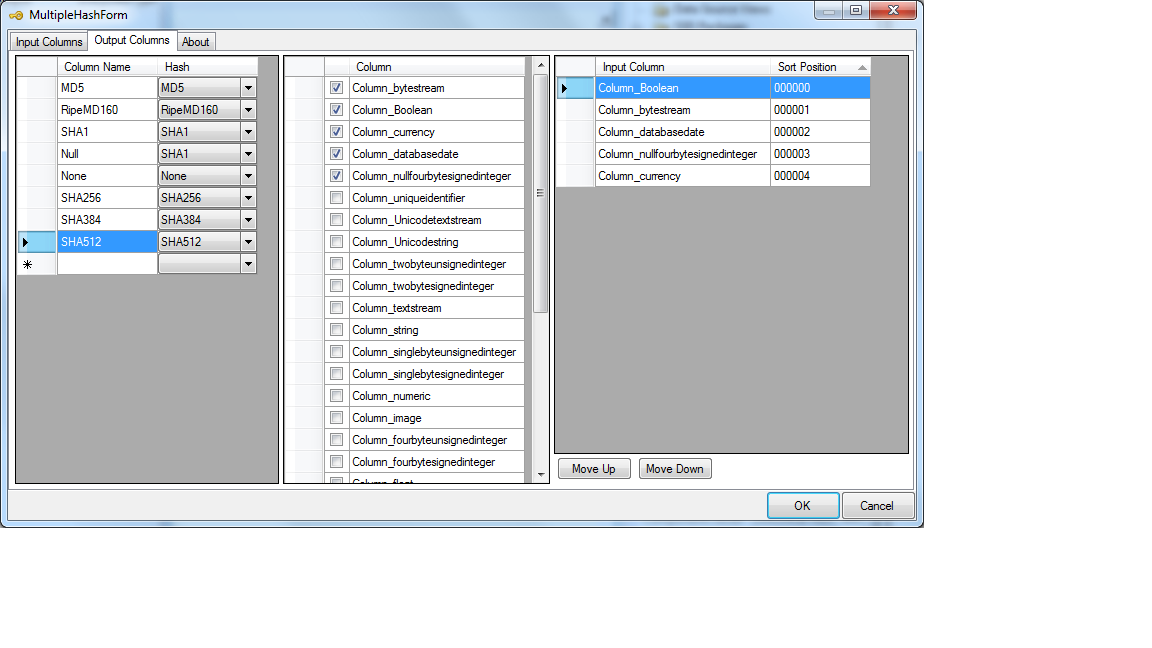 MultipleHashForm
Input Columns Output Columns About
Column Name Hash
MD5 MD5
RipeMD160 RipeMD160
SHA1 SHA1
Null SHA1
None None
SHA256 SHA256
SHA384 SHA384
SHA512 SHA512
Column
Column_bytestream
Column_Boolean
Column_currency
Column_databasedate
Column_nullfourbytesignedinteger
Column_uniqueidentifier
Column_Unicodetextstream
Column_Unicodestring
Column_twobyteunsignedinteger
Column_twobytesignedinteger
Column_textstream
Column_string
Column_singlebyteunsignedinteger
Column_singlebytesignedinteger
Column_numeric
Column_image
Column_fourbyteunsignedinteger
Column_fourbytesignedinteger
Column_float
Input Column Sort Position
Column_Boolean 000000
Column_bytestream 000001
Column_databasedate 000002
Column_nullfourbytesignedinteger 000003
Column_currency 000004
Move Up Move Down
OK Cancel